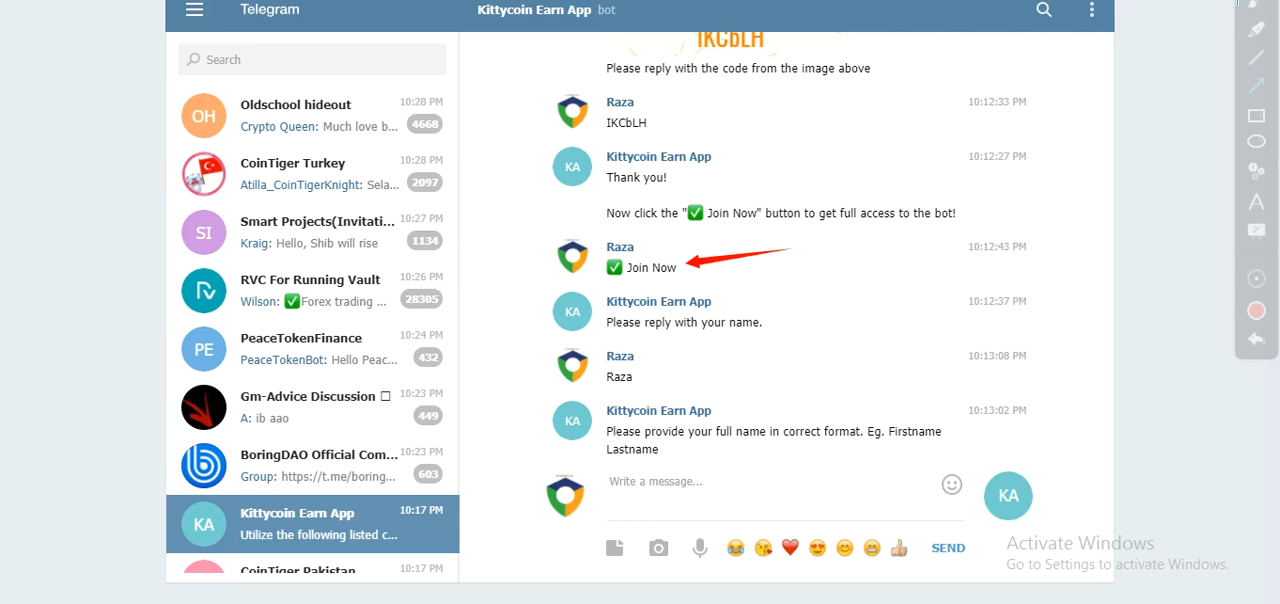 Telegram
Kittycoin Earn App bot
Search
OH
Oldschool hideout
10:28 PM
Crypto Queen: Much love b...
4668
CoinTiger Turkey
10:28 PM
Atilla_CoinTigerKnight: Sela...
2097
SI
Smart Projects(Invitati...
10:27 PM
Kraig: Hello, Shib will rise
1134
RVC For Running Vault
10:26 PM
Wilson: ✅Forex trading ...
28305
PE
PeaceTokenFinance
10:24 PM
PeaceTokenBot: Hello Peac...
432
Gm-Advice Discussion □
10:23 PM
A: ib aao
449
BoringDAO Official Com...
10:23 PM
Group: https://t.me/boring...
603
KA
Kittycoin Earn App
10:17 PM
Utilize the following listed c...
CoinTiger Pakistan
10:17 PM
IKCbLH
Please reply with the code from the image above
Raza
10:12:33 PM
IKCbLH
KA
Kittycoin Earn App
10:12:27 PM
Thank you!
Now click the "✅ Join Now" button to get full access to the bot!
Raza
10:12:43 PM
✅ Join Now
KA
Kittycoin Earn App
10:12:37 PM
Please reply with your name.
Raza
10:13:08 PM
Raza
KA
Kittycoin Earn App
10:13:02 PM
Please provide your full name in correct format. Eg. Firstname
Lastname
Write a message...
KA
SEND
Activate Windows
Go to Settings to activate Windows.